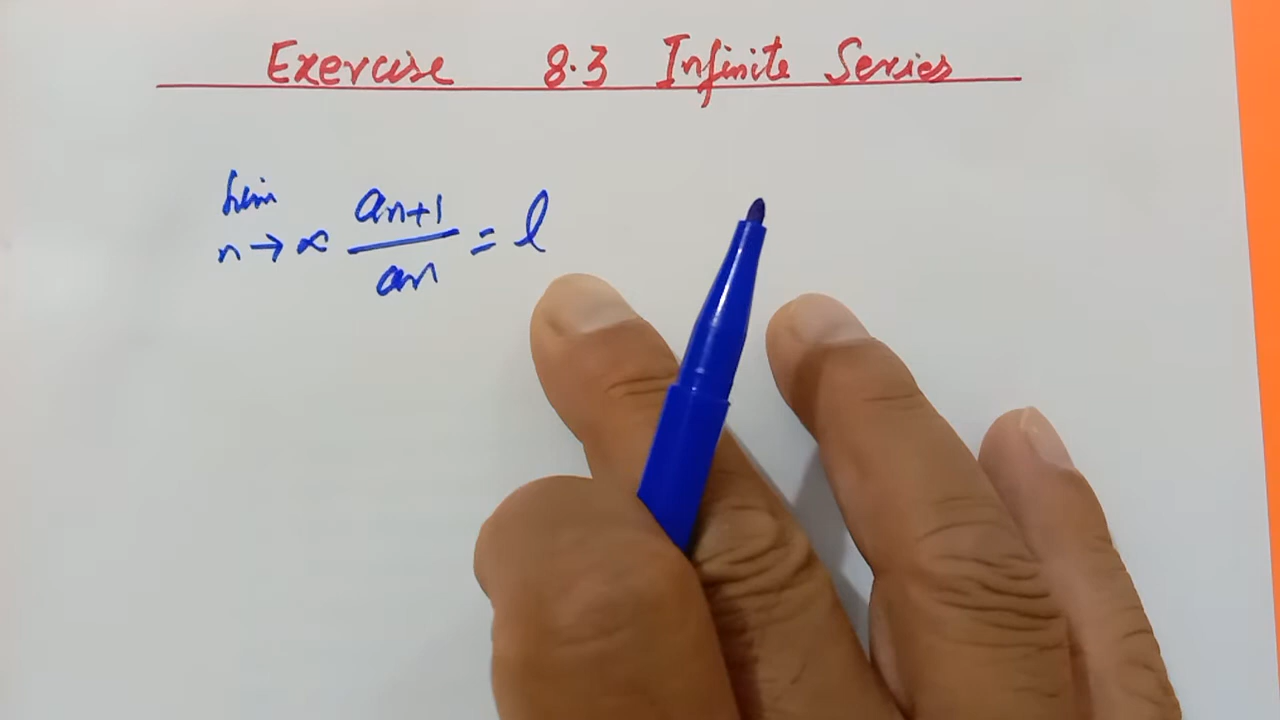 Exercise 8.3 Infinite Series
lim n→∞ an+1/an = l